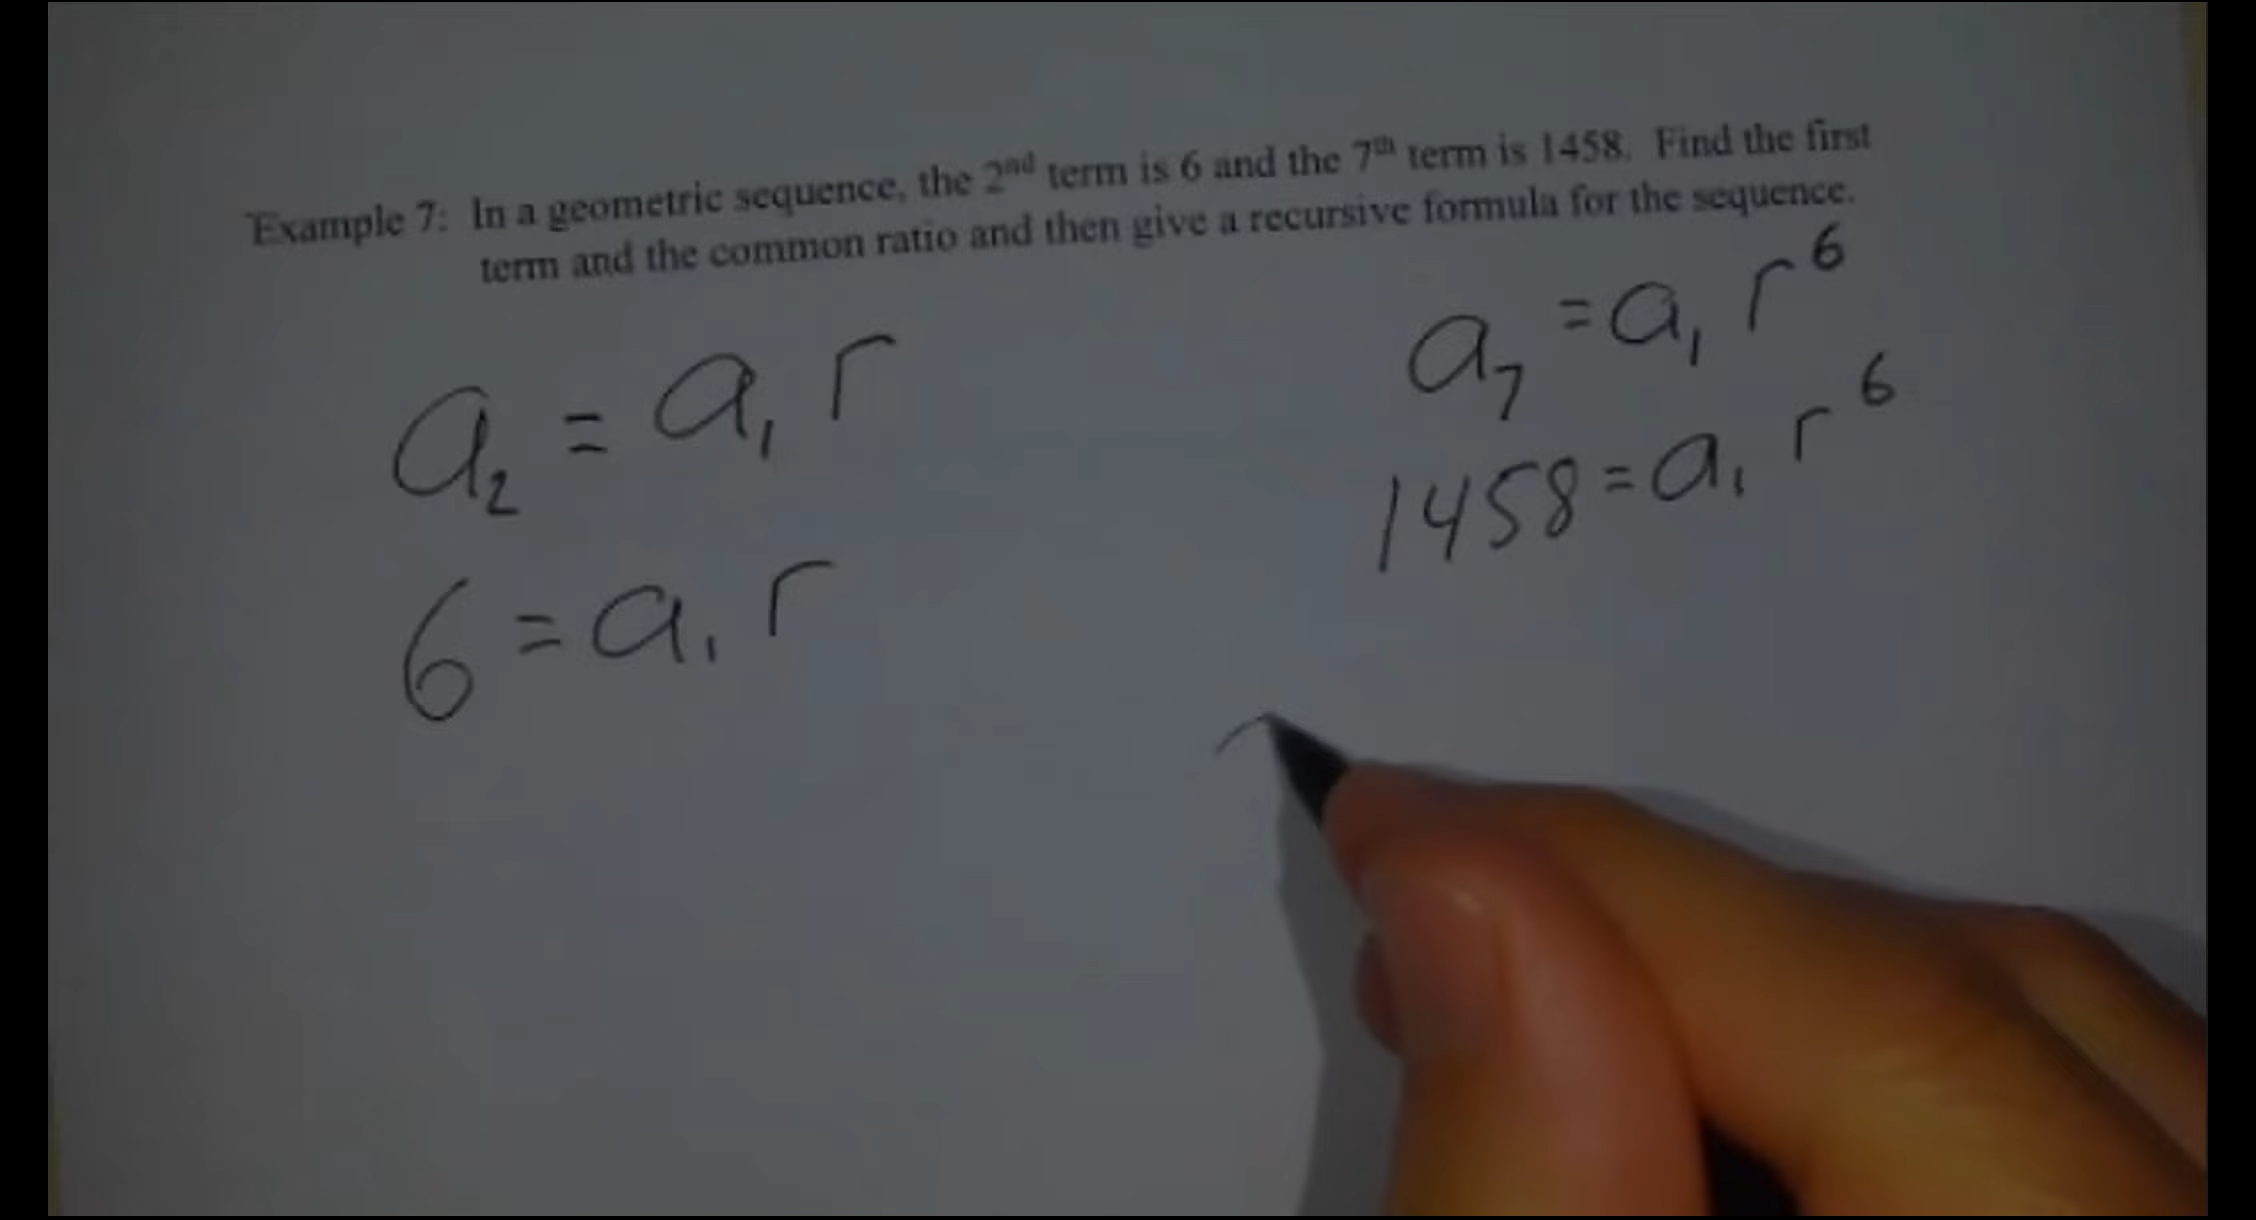 Example 7: In a geometric sequence, the 2nd term is 6 and the 7th term is 1458. Find the first
term and the common ratio and then give a recursive formula for the sequence.
a₂ = a₁ r
6 = a₁ r
a₇ = a₁ r⁶
1458 = a₁ r⁶